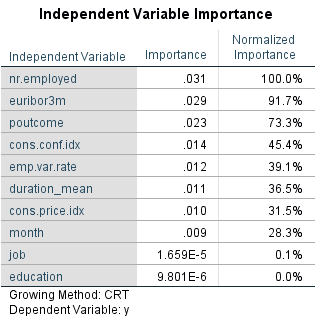 Independent Variable Importance
Independent Variable Importance Normalized Importance
nr.employed .031 100.0%
euribor3m .029 91.7%
poutcome .023 73.3%
cons.conf.idx .014 45.4%
emp.var.rate .012 39.1%
duration_mean .011 36.5%
cons.price.idx .010 31.5%
month .009 28.3%
job 1.659E-5 0.1%
education 9.801E-6 0.0%
Growing Method: CRT
Dependent Variable: y